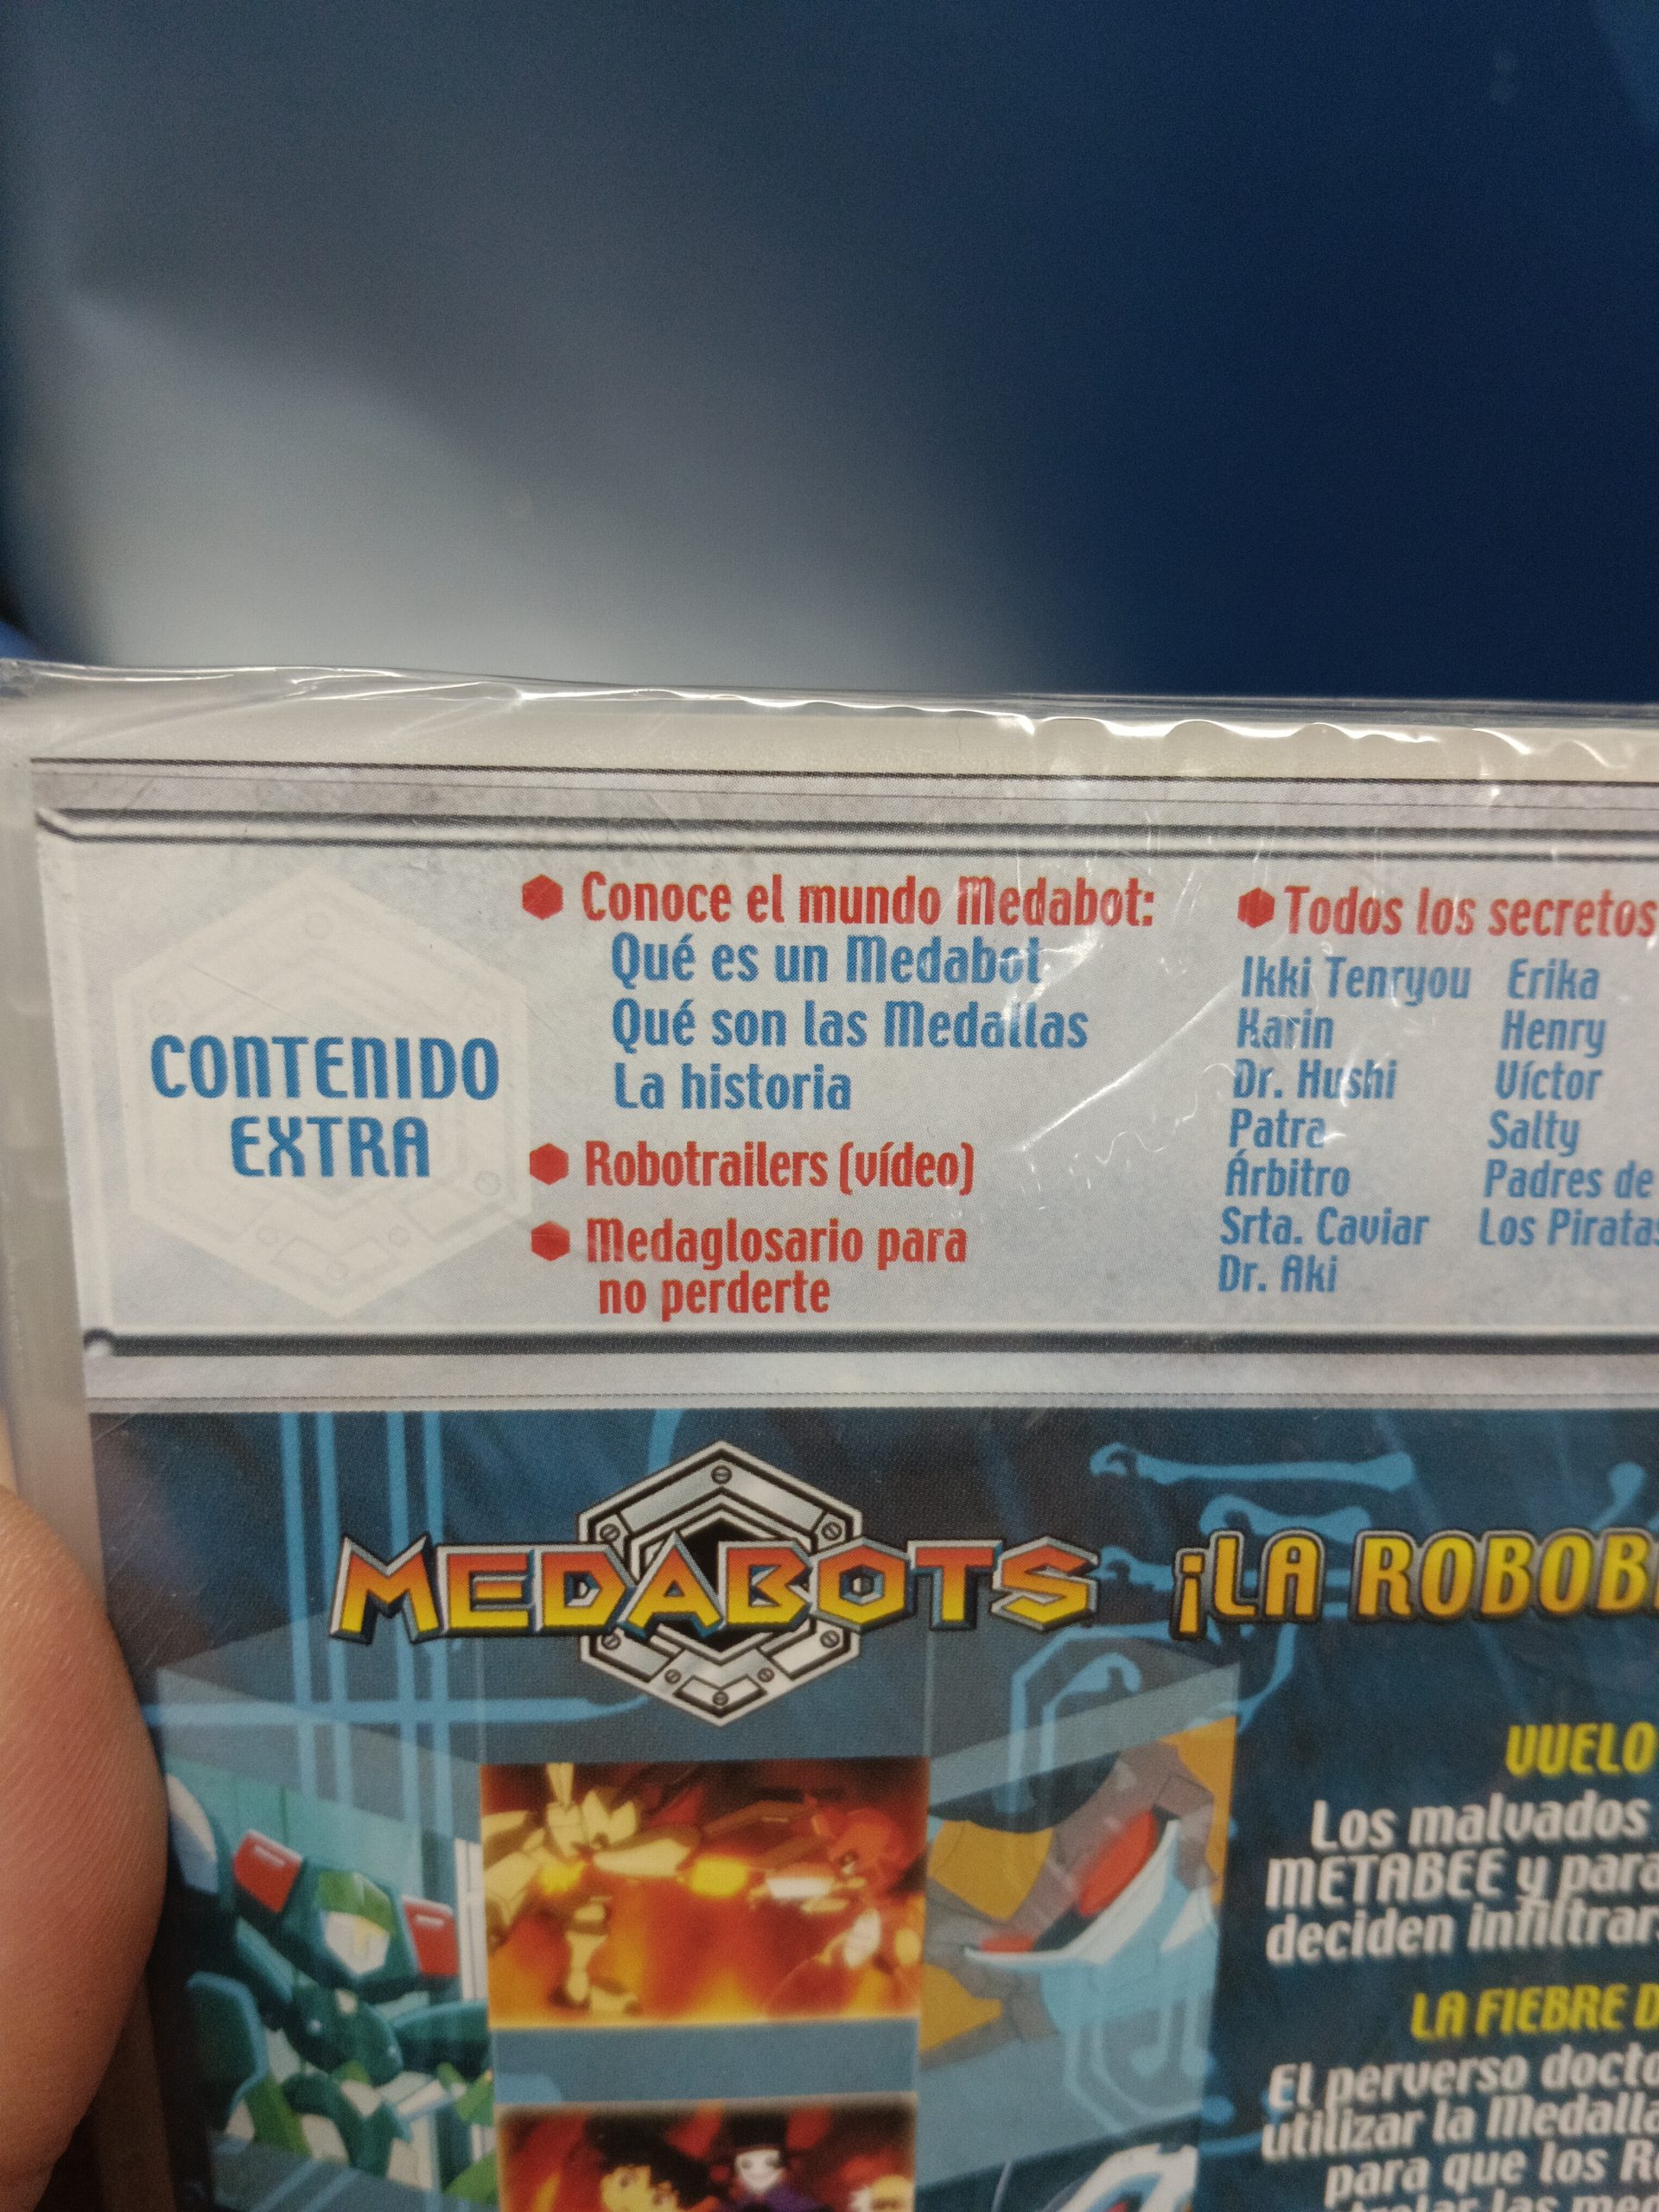 CONTENIDO
EXTRA
Conoce el mundo Medabot:
Qué es un Medabot
Qué son las Medallas
La historia
Robotrailers (vídeo)
Medaglosario para
no perderte
Todos los secretos
Ikki Tenryou Erika
Karin Henry
Dr. Hushi Víctor
Patra Salty
Árbitro Padres de
Srta. Caviar Los Piratas
Dr. Aki
MEDABOTS ¡LA ROBOB
VUELO
Los malvados
METABEE y para
deciden infiltrar
LA FIEBRE D
El perverso docto
utilizar la Medalla
para que los R